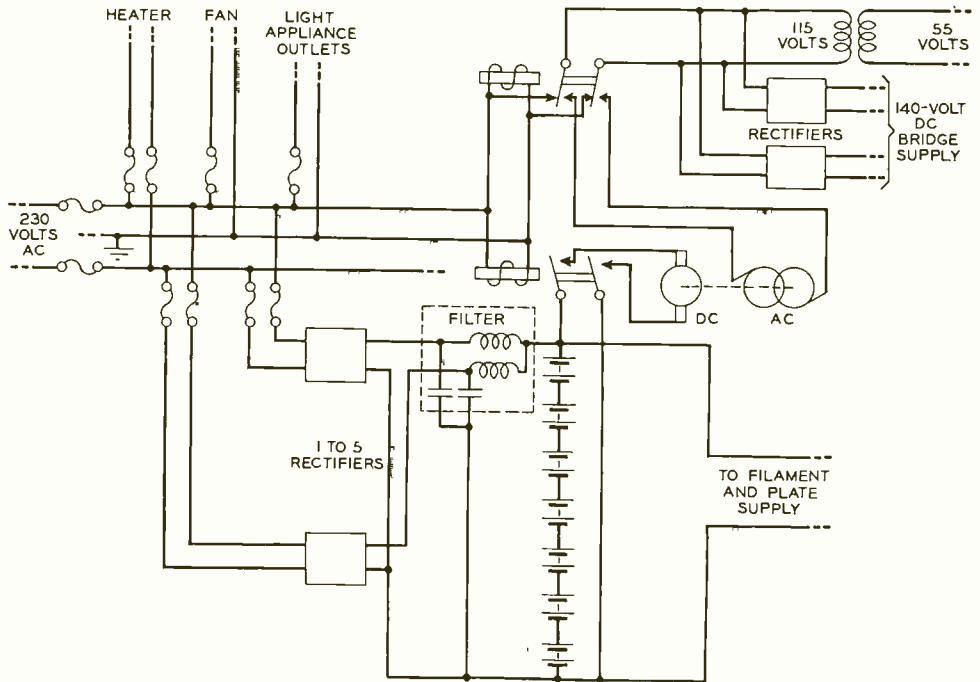 HEATER
FAN
LIGHT
APPLIANCE
OUTLETS
115
VOLTS
55
VOLTS
RECTIFIERS
140-VOLT
DC
BRIDGE
SUPPLY
230
VOLTS
AC
FILTER
DC
AC
1 TO 5
RECTIFIERS
TO FILAMENT
AND PLATE
SUPPLY